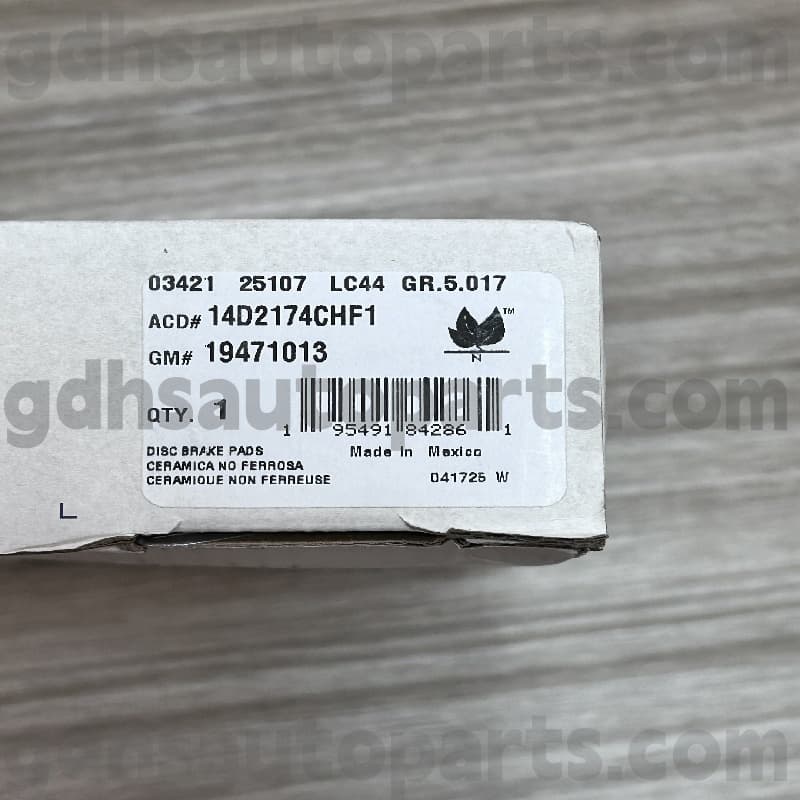 gdhsautoparts.com
03421 25107 LC44 GR.5.017
ACD# 14D2174CHF1
TM
GM# 19471013
N
gdhsautoparts.com
QTY. 1
1 95491 84286 1
DISC BRAKE PADS Made in Mexico
CERAMICA NO FERROSA
CERAMIQUE NON FERREUSE 041725 W
L
gdhsautoparts.com